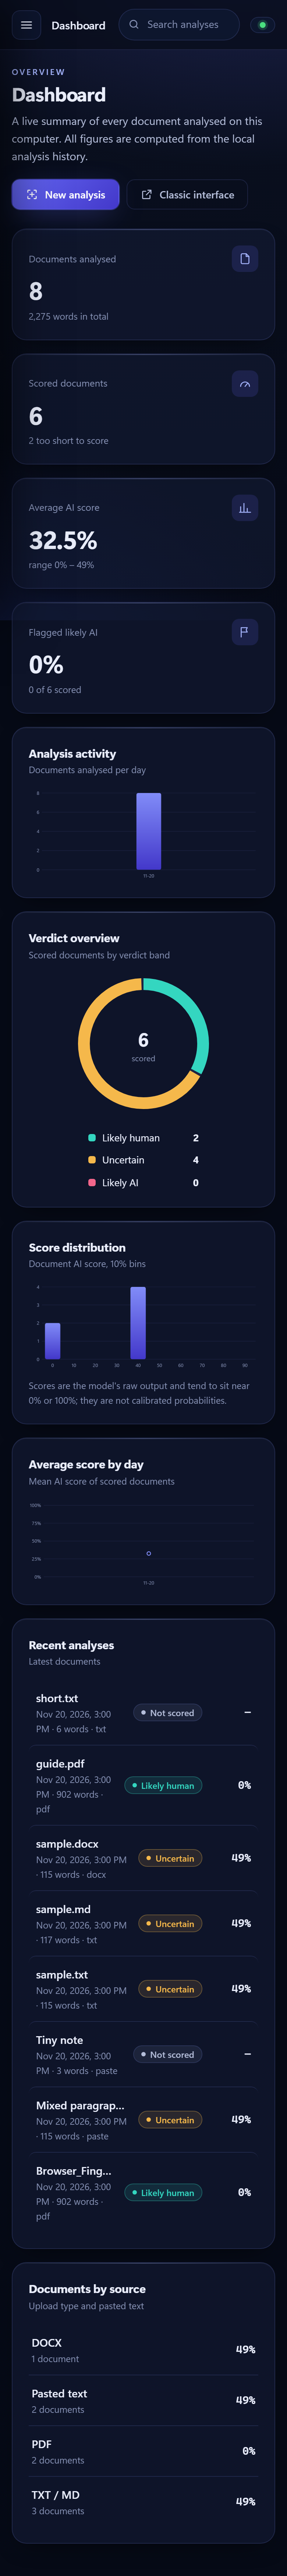 Dashboard
Search analyses
OVERVIEW
Dashboard
A live summary of every document analysed on this
computer. All figures are computed from the local
analysis history.
New analysis
Classic interface
Documents analysed
8
2,275 words in total
Scored documents
6
2 too short to score
Average AI score
32.5%
range 0% – 49%
Flagged likely AI
0%
0 of 6 scored
Analysis activity
Documents analysed per day
8
6
4
2
0
11-20
Verdict overview
Scored documents by verdict band
6
scored
Likely human 2
Uncertain 4
Likely AI 0
Score distribution
Document AI score, 10% bins
4
3
2
1
0
0 10 20 30 40 50 60 70 80 90
Scores are the model's raw output and tend to sit near
0% or 100%; they are not calibrated probabilities.
Average score by day
Mean AI score of scored documents
100%
75%
50%
25%
0%
11-20
Recent analyses
Latest documents
short.txt
Nov 20, 2026, 3:00
PM · 6 words · txt
Not scored
–
guide.pdf
Nov 20, 2026, 3:00
PM · 902 words ·
pdf
Likely human
0%
sample.docx
Nov 20, 2026, 3:00 PM
· 115 words · docx
Uncertain
49%
sample.md
Nov 20, 2026, 3:00 PM
· 117 words · txt
Uncertain
49%
sample.txt
Nov 20, 2026, 3:00 PM
· 115 words · txt
Uncertain
49%
Tiny note
Nov 20, 2026, 3:00
PM · 3 words · paste
Not scored
–
Mixed paragrap...
Nov 20, 2026, 3:00 PM
· 115 words · paste
Uncertain
49%
Browser_Fing...
Nov 20, 2026, 3:00
PM · 902 words ·
pdf
Likely human
0%
Documents by source
Upload type and pasted text
DOCX
1 document
49%
Pasted text
2 documents
49%
PDF
2 documents
0%
TXT / MD
3 documents
49%